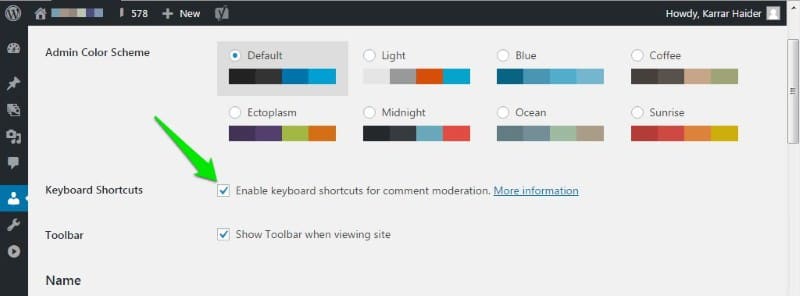 578 New Howdy, Karrar Haider
Admin Color Scheme Default Light Blue Coffee
Ectoplasm Midnight Ocean Sunrise
Keyboard Shortcuts Enable keyboard shortcuts for comment moderation. More information
Toolbar Show Toolbar when viewing site
Name